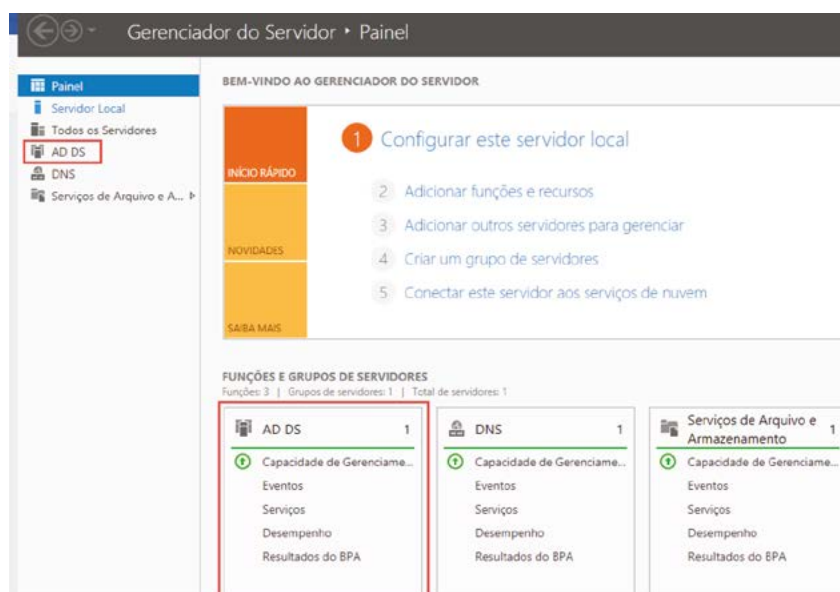 Gerenciador do Servidor ‣ Painel
Painel
Servidor Local
Todos os Servidores
AD DS
DNS
Serviços de Arquivo e A...
BEM-VINDO AO GERENCIADOR DO SERVIDOR
INÍCIO RÁPIDO
NOVIDADES
SAIBA MAIS
1 Configurar este servidor local
2 Adicionar funções e recursos
3 Adicionar outros servidores para gerenciar
4 Criar um grupo de servidores
5 Conectar este servidor aos serviços de nuvem
FUNÇÕES E GRUPOS DE SERVIDORES
Funções: 3 | Grupos de servidores: 1 | Total de servidores: 1
AD DS 1
Capacidade de Gerenciame...
Eventos
Serviços
Desempenho
Resultados do BPA
DNS 1
Capacidade de Gerenciame...
Eventos
Serviços
Desempenho
Resultados do BPA
Serviços de Arquivo e
Armazenamento 1
Capacidade de Gerenciame...
Eventos
Serviços
Desempenho
Resultados do BPA